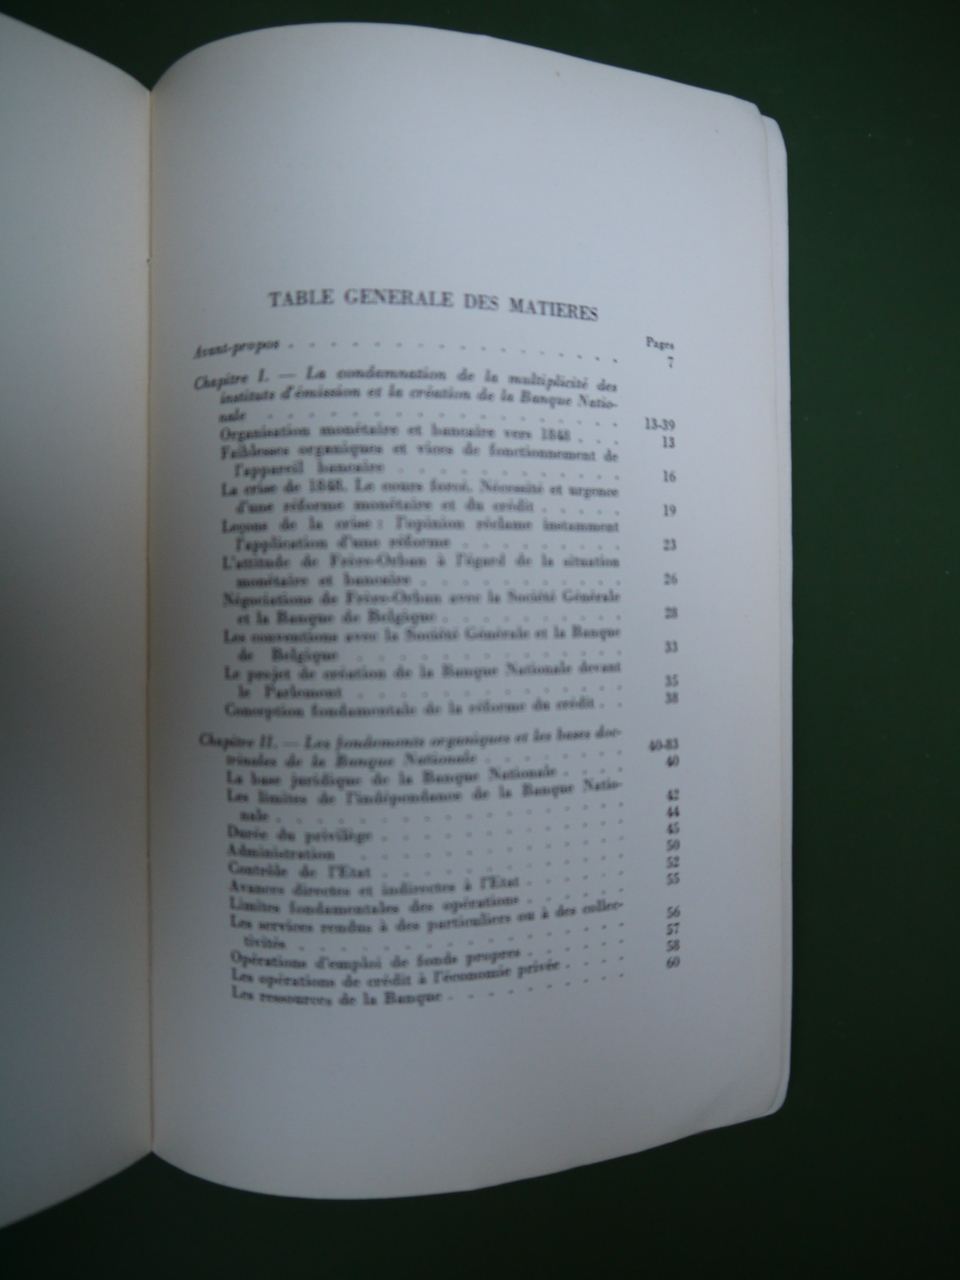 TABLE GENERALE DES MATIERES
Pages
Avant-propos . . . . . . . . . . . . . . . . . 7
Chapitre I. — La condamnation de la multiplicité des
instituts d'émission et la création de la Banque Natio-
nale . . . . . . . . . . . . . . . . . 13-39
Organisation monétaire et bancaire vers 1848 . . . 13
Faiblesses organiques et vices de fonctionnement de
l'appareil bancaire . . . . . . . . . . . 16
La crise de 1848. Le cours forcé. Nécessité et urgence
d'une réforme monétaire et du crédit . . . . . 19
Leçons de la crise : l'opinion réclame instamment
l'application d'une réforme . . . . . . . . 23
L'attitude de Frère-Orban à l'égard de la situation
monétaire et bancaire . . . . . . . . . . 26
Négociations de Frère-Orban avec la Société Générale
et la Banque de Belgique . . . . . . . . . 28
Les conventions avec la Société Générale et la Banque
de Belgique . . . . . . . . . . . . . 33
Le projet de création de la Banque Nationale devant
le Parlement . . . . . . . . . . . . . 35
Conception fondamentale de la réforme du crédit . . 38
Chapitre II. — Les fondements organiques et les bases doc-
trinales de la Banque Nationale . . . . . . . 40-83
La base juridique de la Banque Nationale . . . . 40
Les limites de l'indépendance de la Banque Natio-
nale . . . . . . . . . . . . . . . . . 42
Durée du privilège . . . . . . . . . . . . 44
Administration . . . . . . . . . . . . . 45
Contrôle de l'Etat . . . . . . . . . . . . 50
Avances directes et indirectes à l'Etat . . . . . 52
Limites fondamentales des opérations . . . . . 55
Les services rendus à des particuliers ou à des collec-
tivités . . . . . . . . . . . . . . . . 56
Opérations d'emploi de fonds propres . . . . . 57
Les opérations de crédit à l'économie privée . . . . 58
Les ressources de la Banque . . . . . . . . . 60